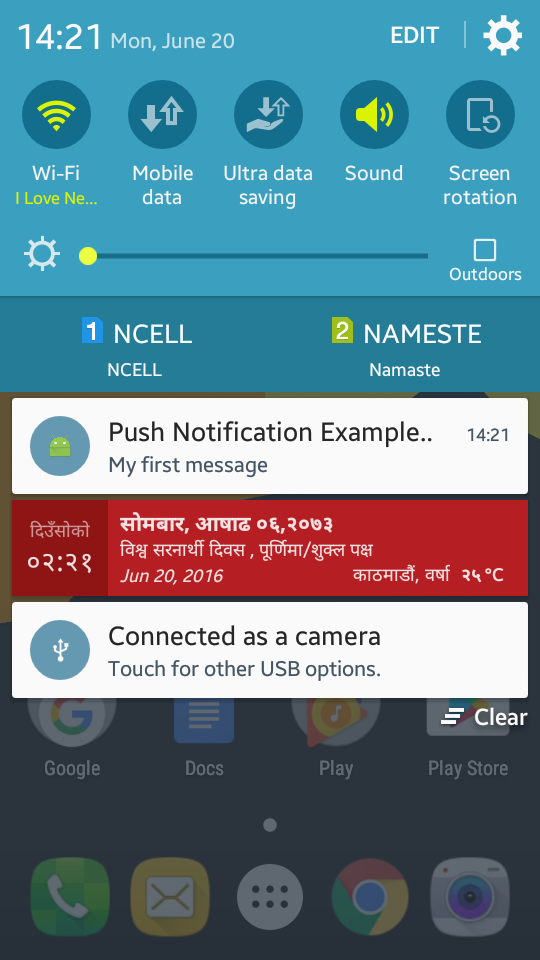 14:21 Mon, June 20 EDIT
Wi-Fi
I Love Ne...
Mobile
data
Ultra data
saving
Sound
Screen
rotation
Outdoors
1 NCELL
NCELL
2 NAMESTE
Namaste
Push Notification Example.. 14:21
My first message
दिउँसोको
०२:२१
सोमबार, आषाढ ०६,२०७३
विश्व सरनार्थी दिवस , पूर्णिमा/शुक्ल पक्ष
Jun 20, 2016 काठमाडौं, वर्षा २५ °C
Connected as a camera
Touch for other USB options.
Clear
Google
Docs
Play
Play Store